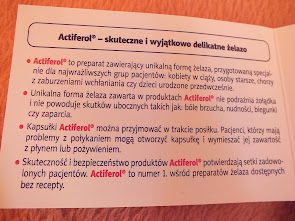 Actiferol® – skuteczne i wyjątkowo delikatne żelazo
• Actiferol® to preparat zawierający unikalną formę żelaza, przygotowaną specjal-
nie dla najwrażliwszych grup pacjentów: kobiety w ciąży, osoby starsze, chorzy
z zaburzeniami wchłaniania czy dzieci urodzone przedwcześnie.
• Unikalna forma żelaza zawarta w produktach Actiferol® nie podrażnia żołądka
i nie powoduje skutków ubocznych takich jak: bóle brzucha, nudności, biegunki
czy zaparcia.
• Kapsułki Actiferol® można przyjmować w trakcie posiłku. Pacjenci, którzy mają
problemy z połykaniem mogą otworzyć kapsułkę i wymieszać jej zawartość
z płynem lub pożywieniem.
• Skuteczność i bezpieczeństwo produktów Actiferol® potwierdzają setki zadowo-
lonych pacjentów. Actiferol® to numer 1. wśród preparatów żelaza dostępnych
bez recepty.